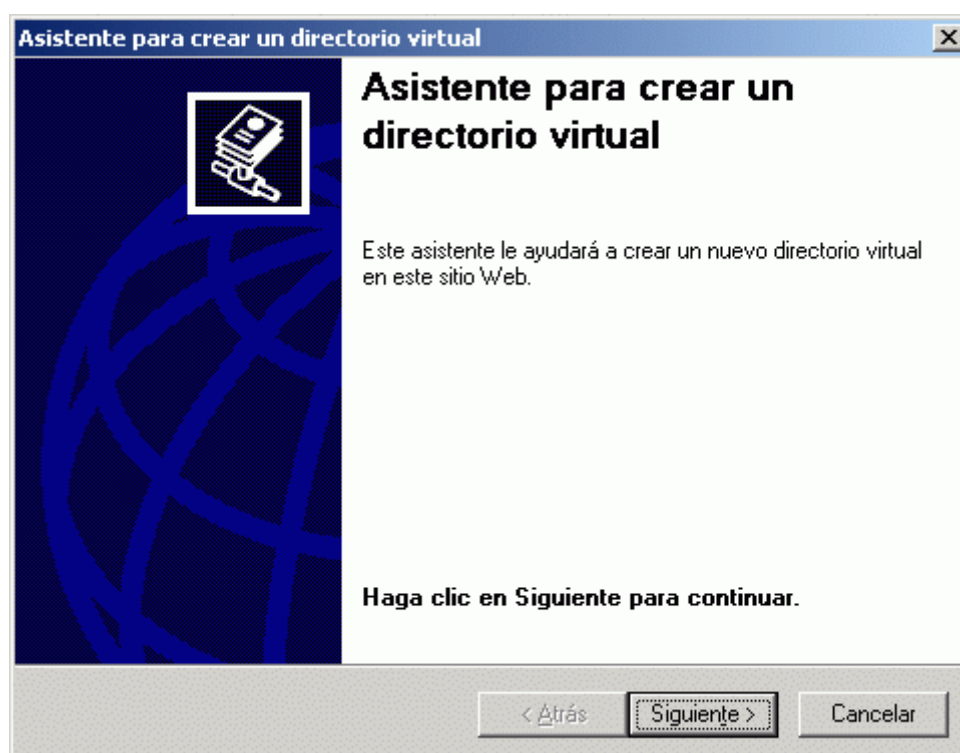 Asistente para crear un directorio virtual
Asistente para crear un
directorio virtual
Este asistente le ayudará a crear un nuevo directorio virtual
en este sitio Web.
Haga clic en Siguiente para continuar.
< Atrás
Siguiente >
Cancelar